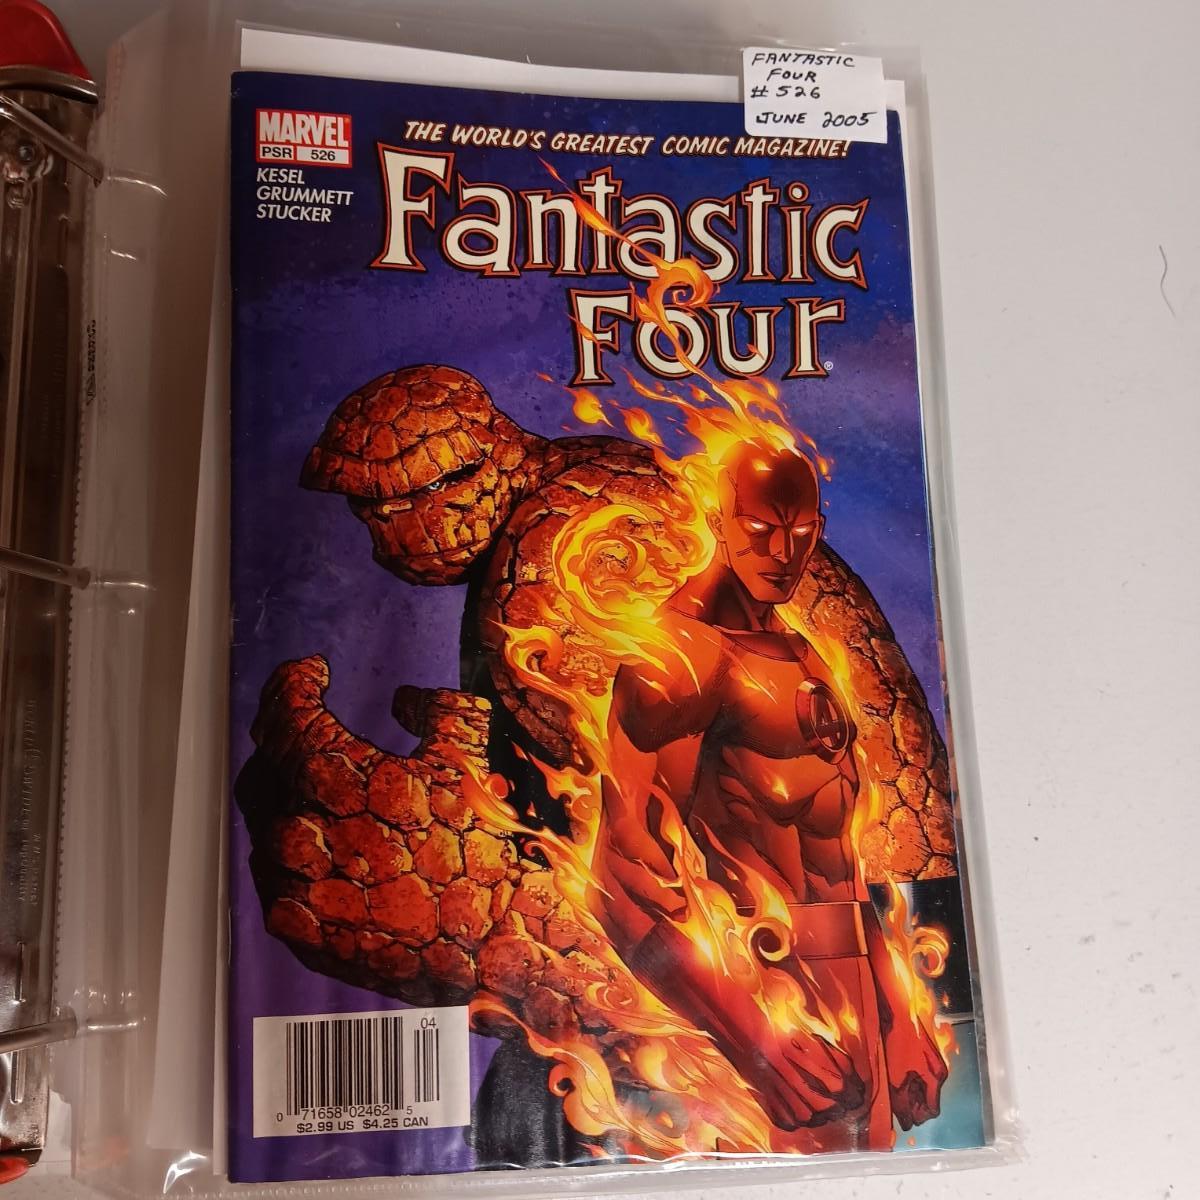 FANTASTIC
FOUR
# 526
JUNE 2005
MARVEL
PSR 526
THE WORLD'S GREATEST COMIC MAGAZINE!
KESEL
GRUMMETT
STUCKER
Fantastic
Four
®
4
04
0 71658 02462 5
$2.99 US $4.25 CAN